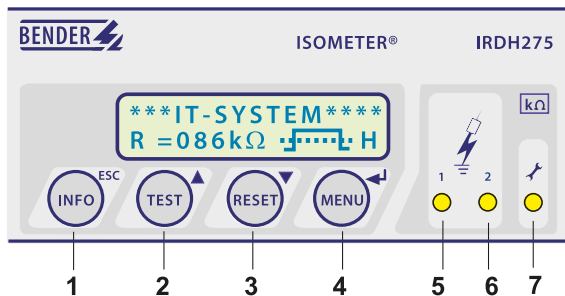 BENDER
ISOMETER® IRDH275
***IT-SYSTEM****
R =086kΩ H
kΩ
ESC
INFO TEST RESET MENU
1 2
1 2 3 4 5 6 7